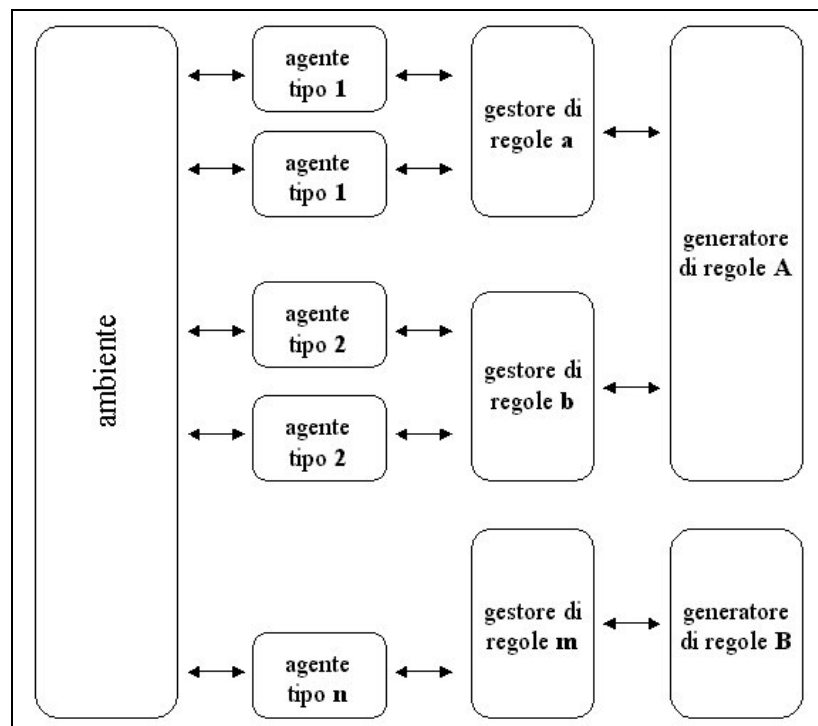 ambiente
agente
tipo 1
agente
tipo 1
gestore di
regole a
generatore
di regole A
agente
tipo 2
agente
tipo 2
gestore di
regole b
agente
tipo n
gestore di
regole m
generatore
di regole B